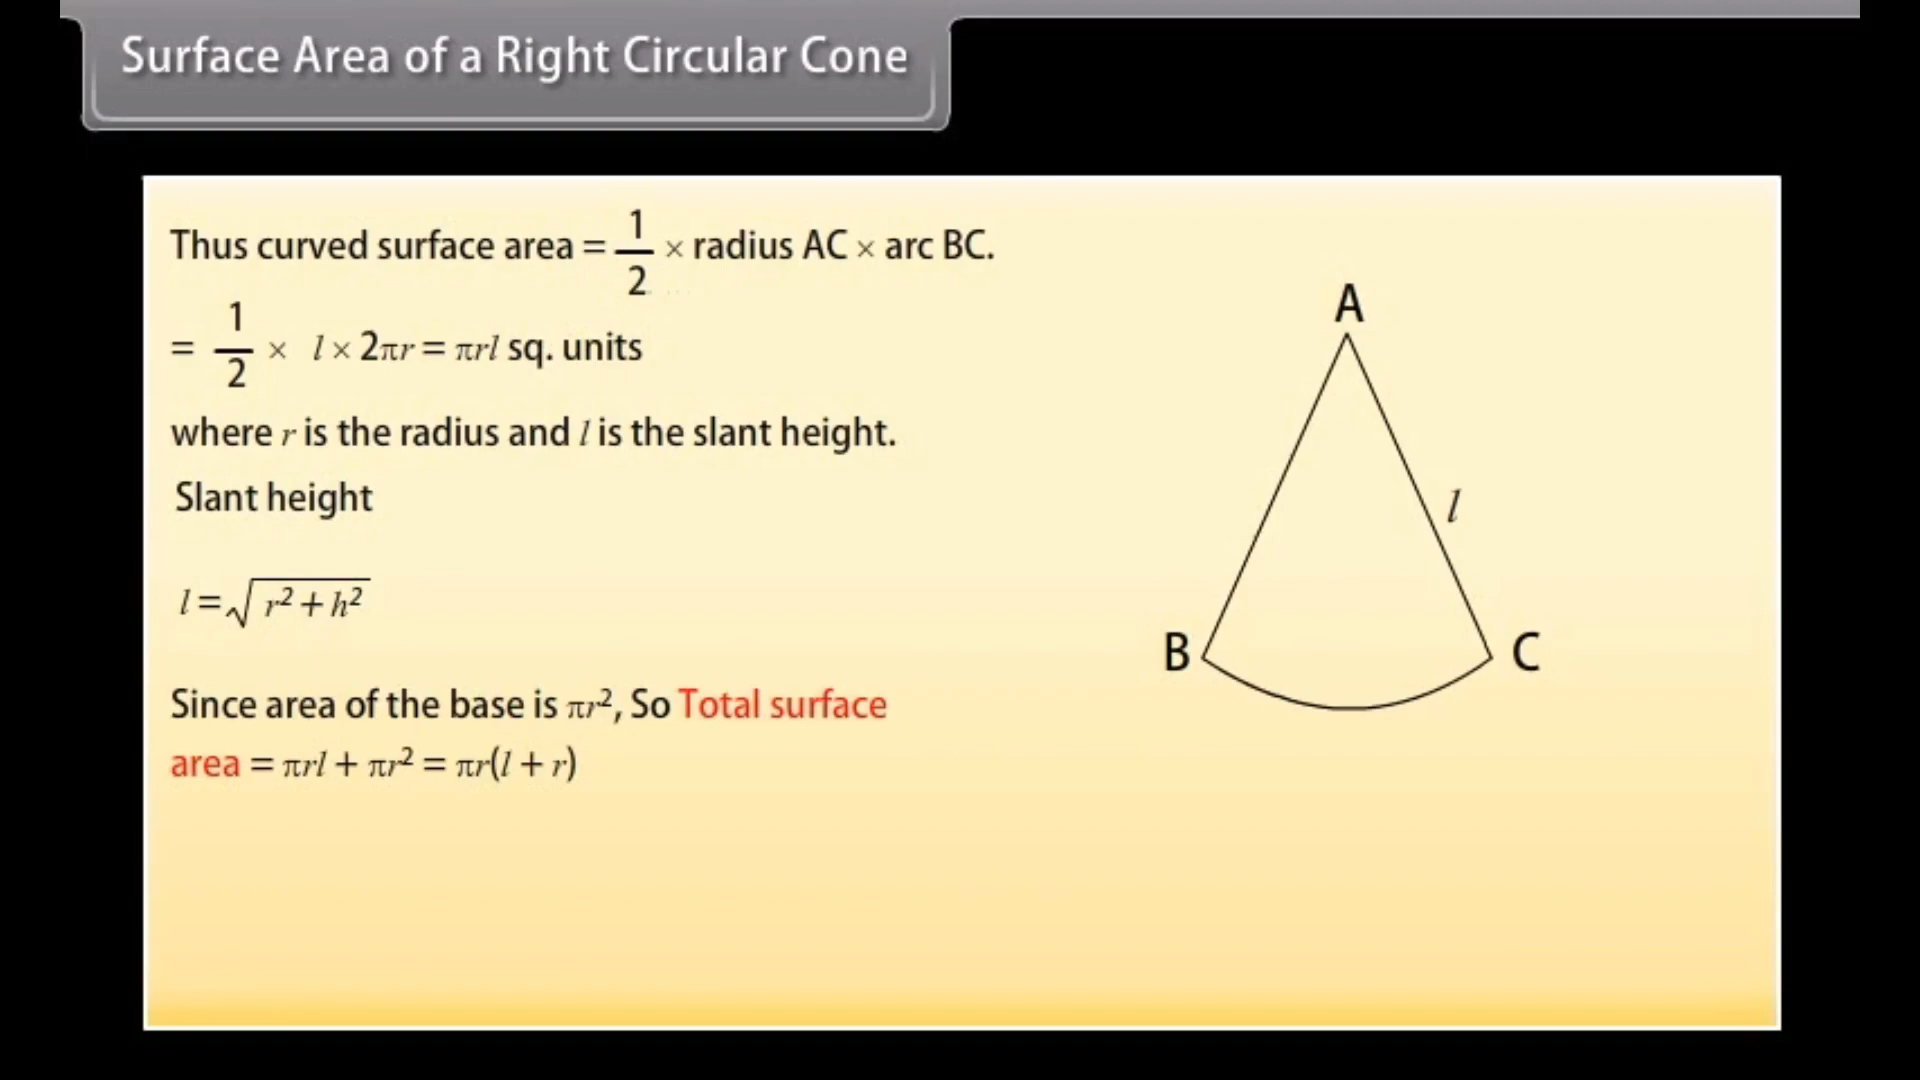 Surface Area of a Right Circular Cone
Thus curved surface area = 1/2 × radius AC × arc BC.
= 1/2 × l × 2πr = πrl sq. units
where r is the radius and l is the slant height.
Slant height
l = √(r² + h²)
Since area of the base is πr², So Total surface
area = πrl + πr² = πr(l + r)
A
l
B
C